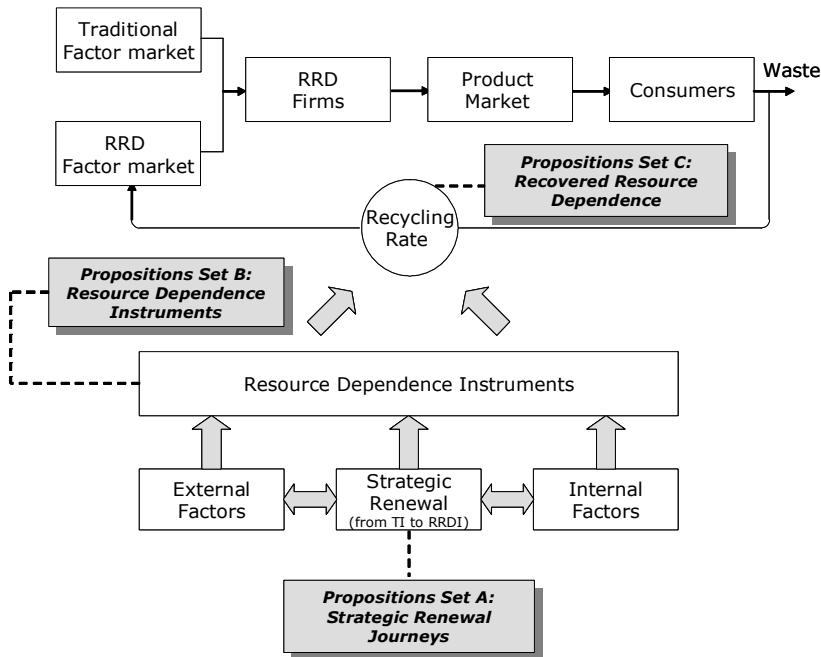 Traditional
Factor market
RRD
Firms
Product
Market
Consumers
Waste
RRD
Factor market
Propositions Set C:
Recovered Resource
Dependence
Recycling
Rate
Propositions Set B:
Resource Dependence
Instruments
Resource Dependence Instruments
External
Factors
Strategic
Renewal
(from TI to RRDI)
Internal
Factors
Propositions Set A:
Strategic Renewal
Journeys